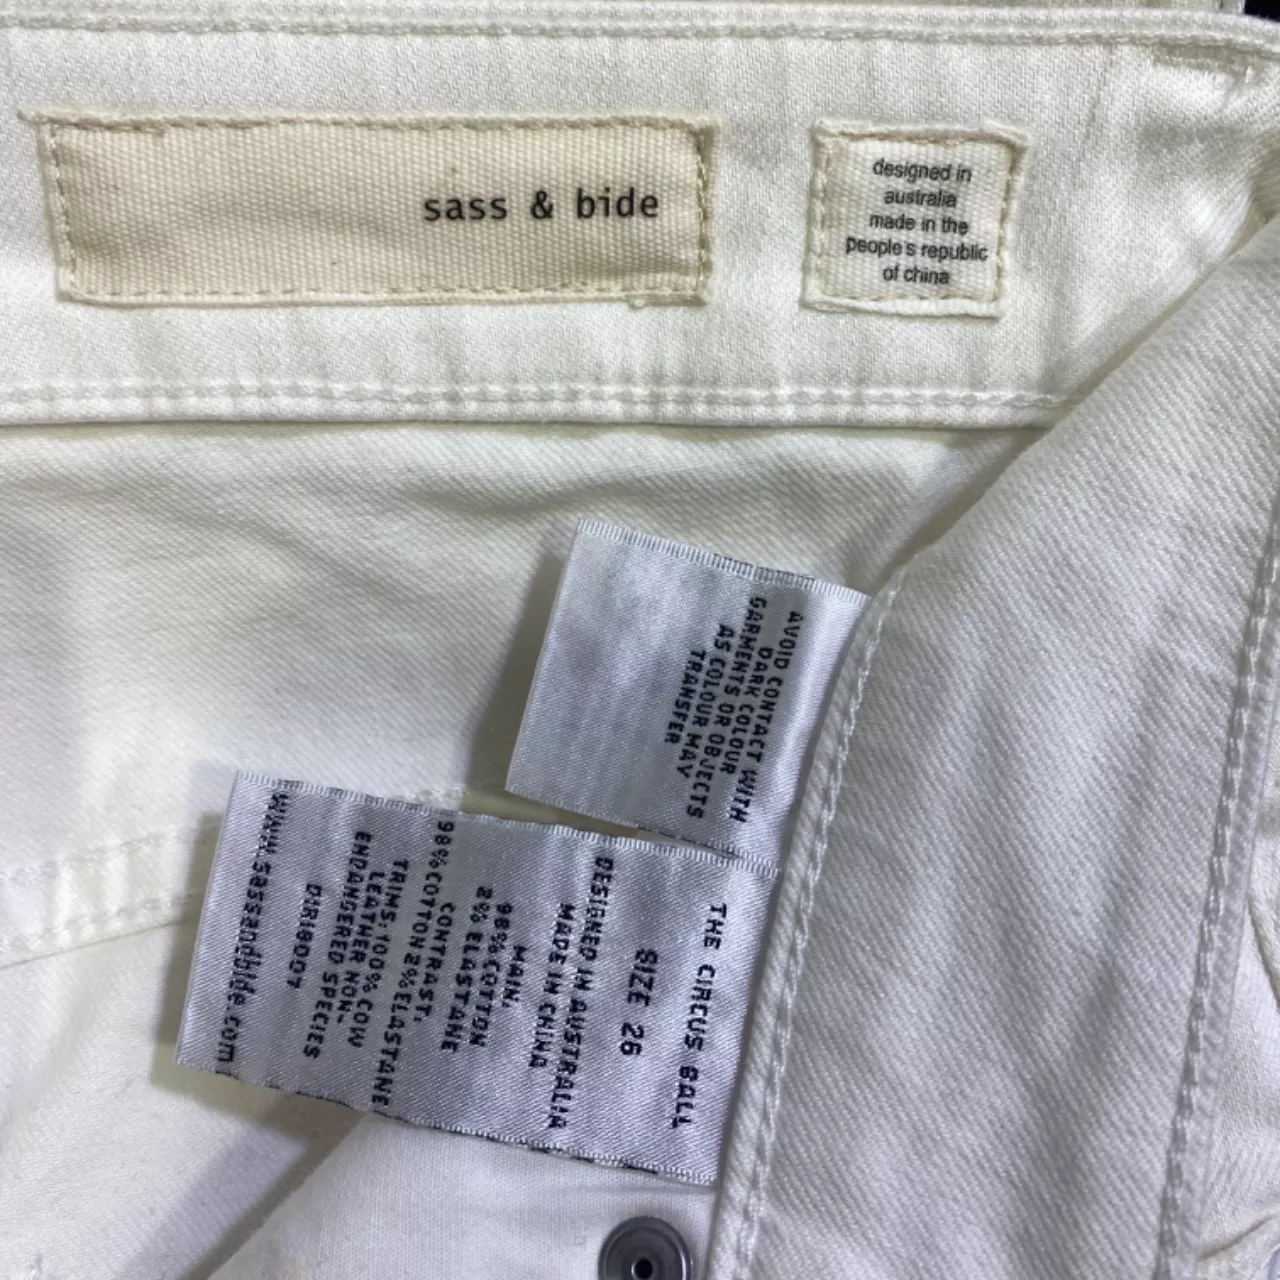 sass & bide
designed in
australia
made in the
people's republic
of china
AVOID CONTACT WITH
DARK COLOUR
GARMENTS OR OBJECTS
AS COLOUR MAY
TRANSFER
THE CIRCUS BALL
SIZE 26
DESIGNED IN AUSTRALIA
MADE IN CHINA
MAIN:
98% COTTON
2% ELASTANE
CONTRAST:
98%COTTON 2%ELASTANE
TRIMS: 100% COW
LEATHER NON-
ENDANGERED SPECIES
www.sassandbide.com